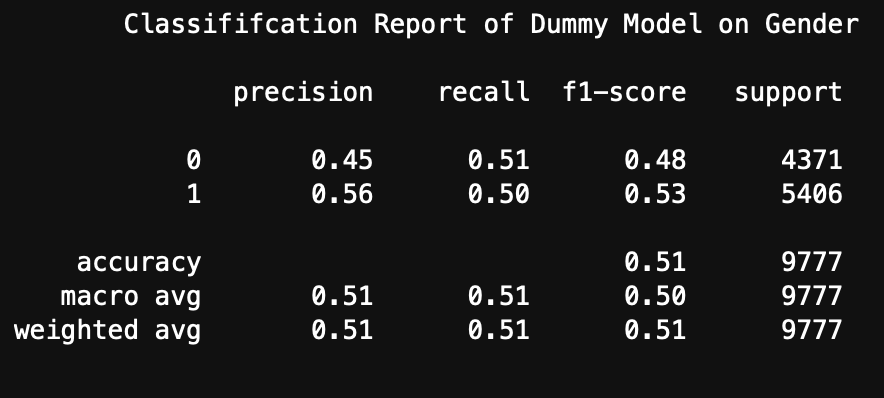 Classififcation Report of Dummy Model on Gender
precision recall f1-score support
0 0.45 0.51 0.48 4371
1 0.56 0.50 0.53 5406
accuracy 0.51 9777
macro avg 0.51 0.51 0.50 9777
weighted avg 0.51 0.51 0.51 9777